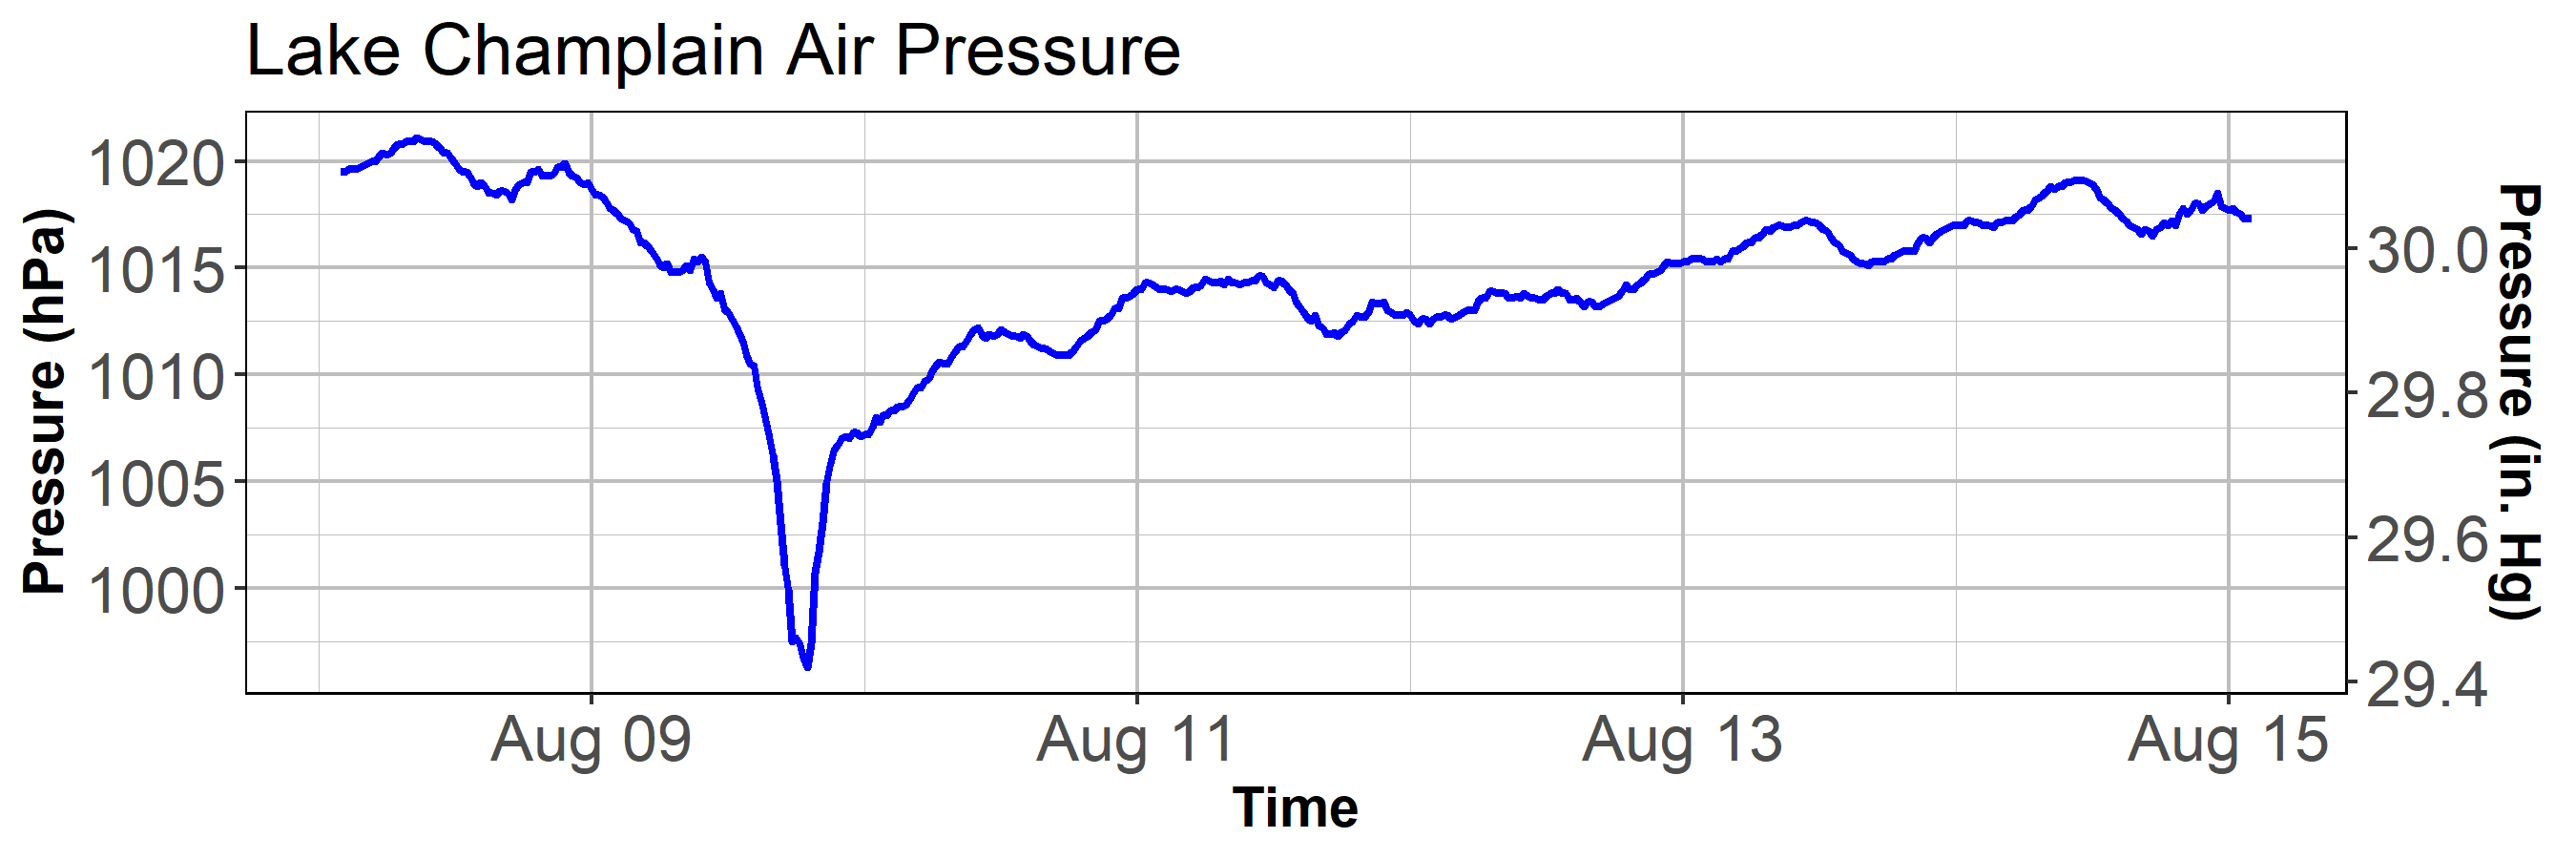 Lake Champlain Air Pressure
Pressure (hPa)
1020
1015
1010
1005
1000
30.0
29.8
29.6
29.4
Pressure (in. Hg)
Aug 09
Aug 11
Aug 13
Aug 15
Time